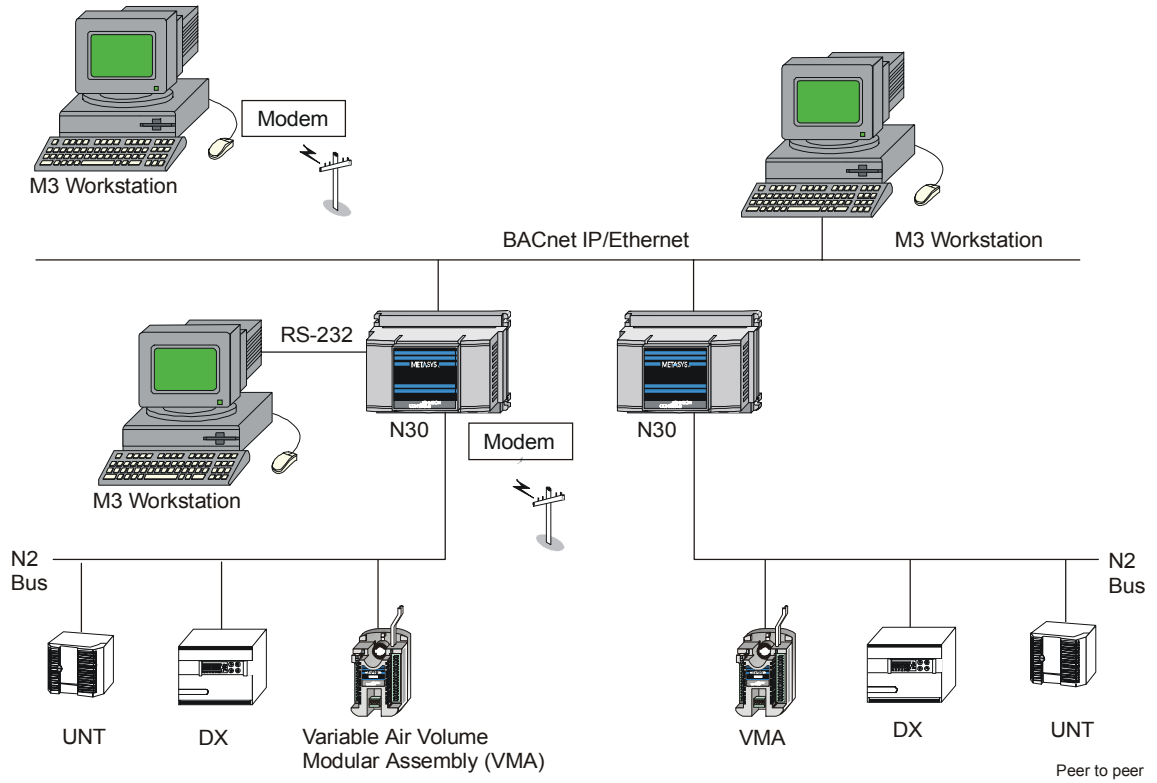 Modem
M3 Workstation
BACnet IP/Ethernet
M3 Workstation
RS-232
METASYS
METASYS
N30
Modem
N30
M3 Workstation
N2
Bus
N2
Bus
UNT
DX
Variable Air Volume
Modular Assembly (VMA)
VMA
DX
UNT
Peer to peer